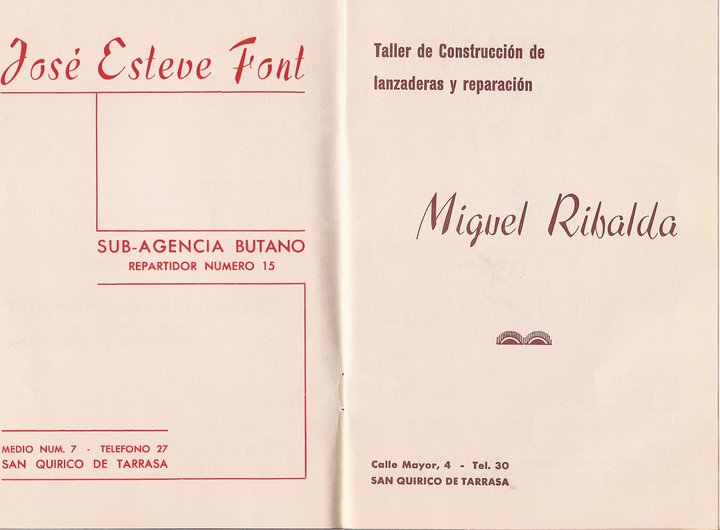 José Esteve Font
SUB-AGENCIA BUTANO
REPARTIDOR NUMERO 15
MEDIO NUM. 7 - TELEFONO 27
SAN QUIRICO DE TARRASA
Taller de Construcción de
lanzaderas y reparación
Miguel Ribalda
Calle Mayor, 4 - Tel. 30
SAN QUIRICO DE TARRASA